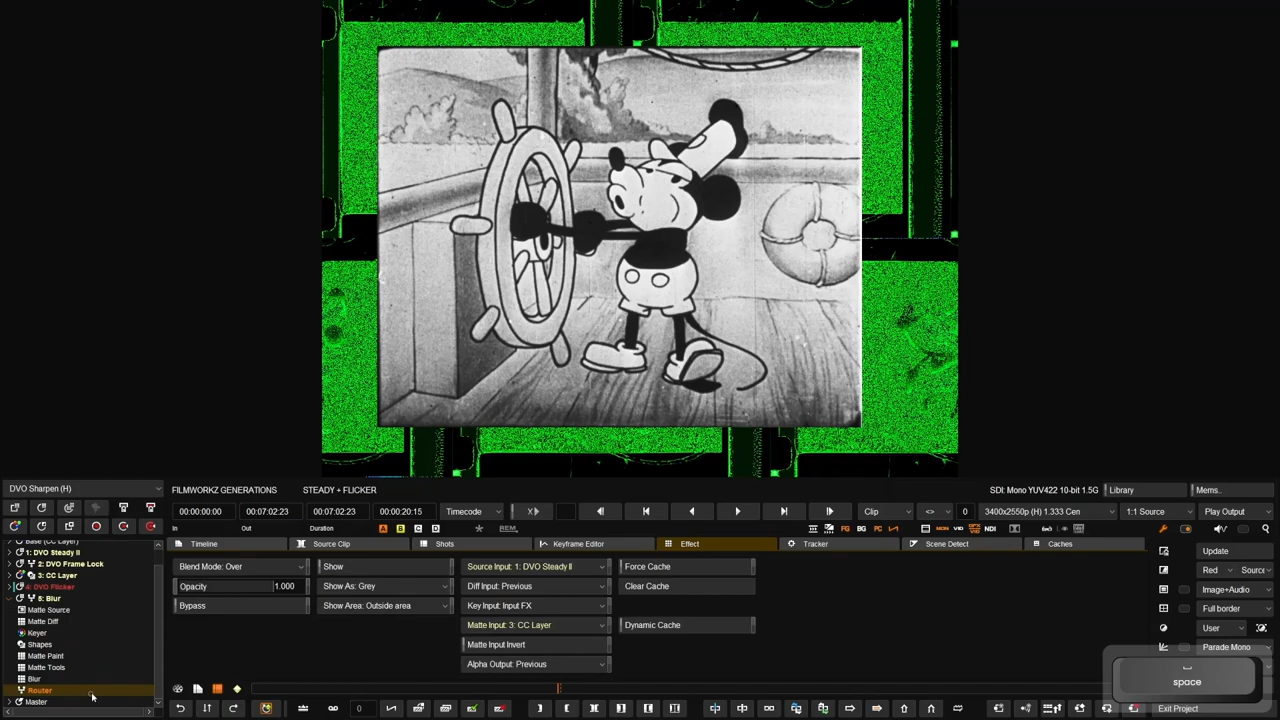 DVO Sharpen (H)
FILMWORKZ GENERATIONS
STEADY + FLICKER
SDI: Mono YUV422 10-bit 1.5G
Library
Mems..
00:00:00:00
00:07:02:23
00:07:02:23
00:00:20:15
Timecode
Clip
<>
0
3400x2550p (H) 1.333 Cen
1:1 Source
Play Output
In
Out
Duration
A
B
C
D
REM
FG
BG
PC
NDI
Base (CC Layer)
1: DVO Steady II
2: DVO Frame Lock
3: CC Layer
4: DVO Flicker
5: Blur
Matte Source
Matte Diff
Keyer
Shapes
Matte Paint
Matte Tools
Blur
Router
Master
Timeline
Source Clip
Shots
Keyframe Editor
Effect
Tracker
Scene Detect
Caches
Blend Mode: Over
Show
Source Input: 1: DVO Steady II
Force Cache
Opacity
1.000
Show As: Grey
Diff Input: Previous
Clear Cache
Bypass
Show Area: Outside area
Key Input: Input FX
Matte Input: 3: CC Layer
Dynamic Cache
Matte Input Invert
Alpha Output: Previous
Update
Red
Source
Image+Audio
Full border
User
Parade Mono
space
0
Exit Project